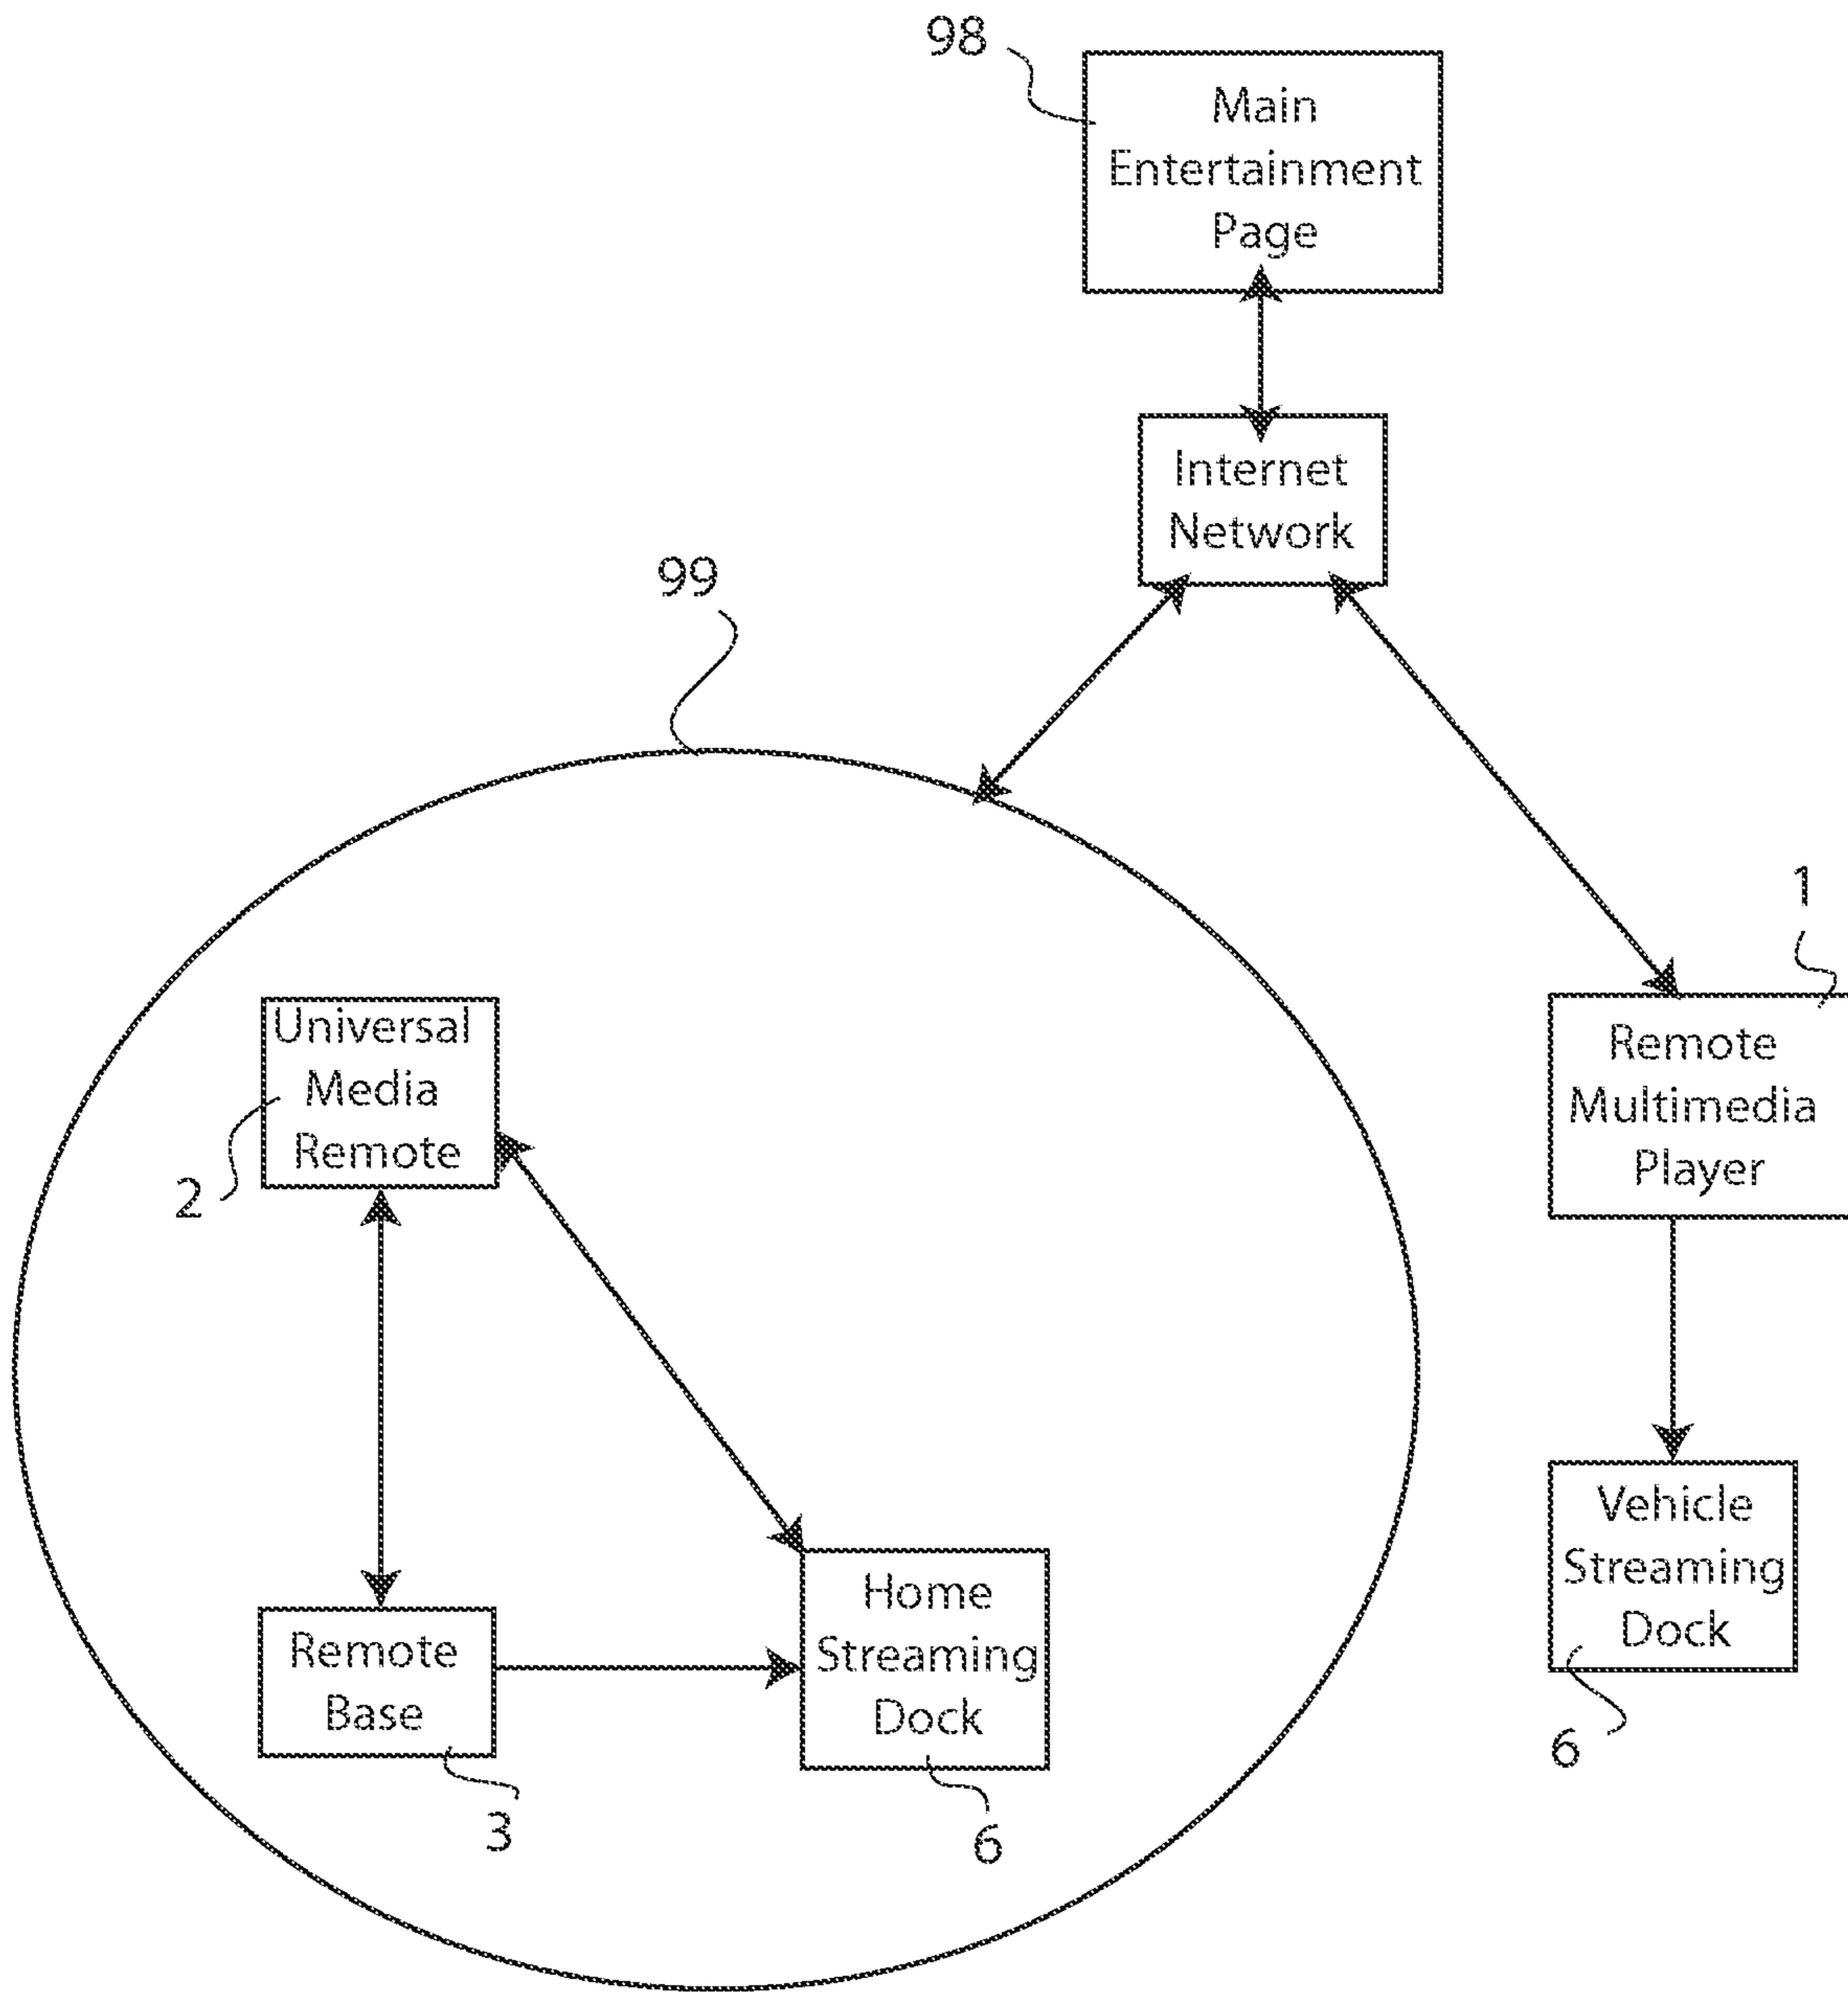 98
Main
Entertainment
Page
Internet
Network
99
1
Universal
Media
Remote
2
Remote
Multimedia
Player
Remote
Base
3
Home
Streaming
Dock
6
Vehicle
Streaming
Dock
6